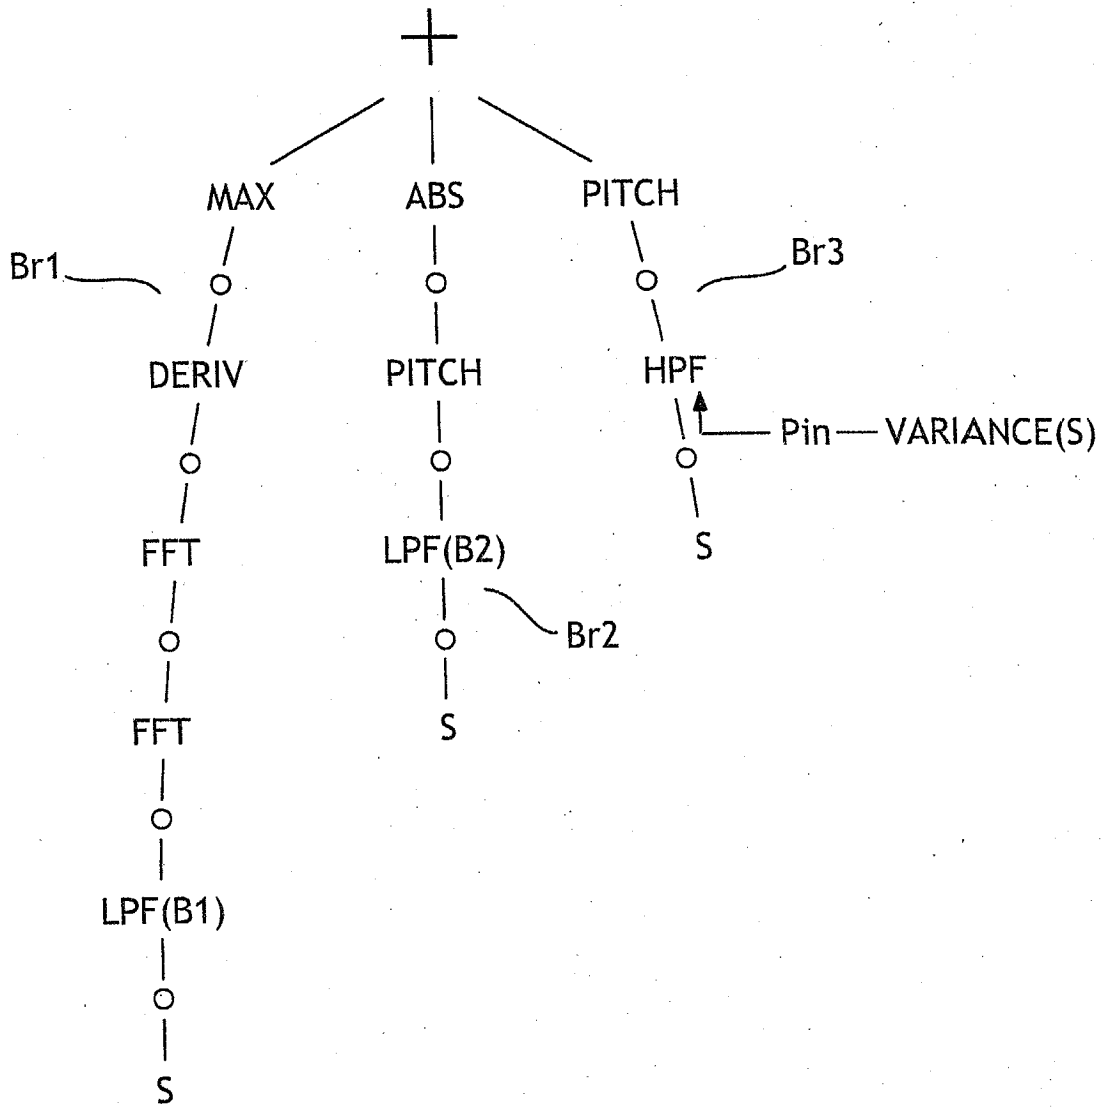 +
MAX ABS PITCH
Br1 Br3
O O O
DERIV PITCH HPF
Pin VARIANCE(S)
O O O
FFT LPF(B2) S
O O Br2
FFT S
O
LPF(B1)
O
S